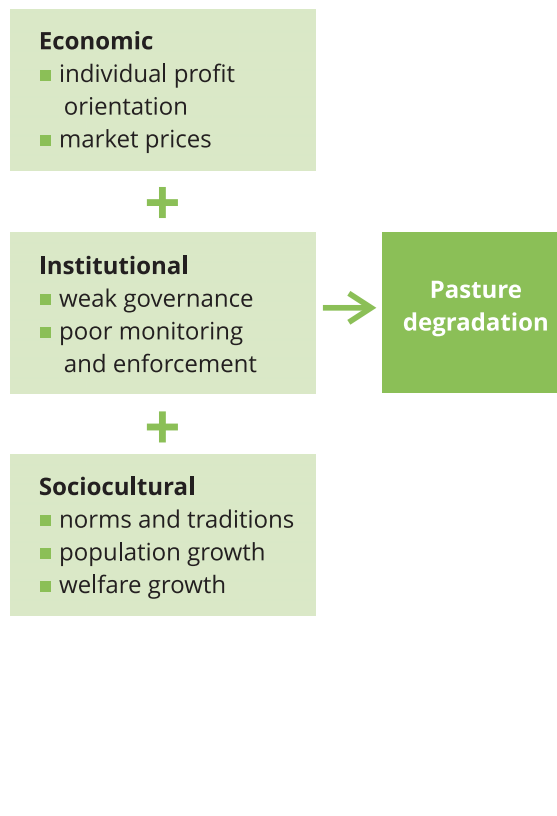 Economic
■ individual profit
orientation
■ market prices
+
Institutional
■ weak governance
■ poor monitoring
and enforcement
Pasture
degradation
+
Sociocultural
■ norms and traditions
■ population growth
■ welfare growth